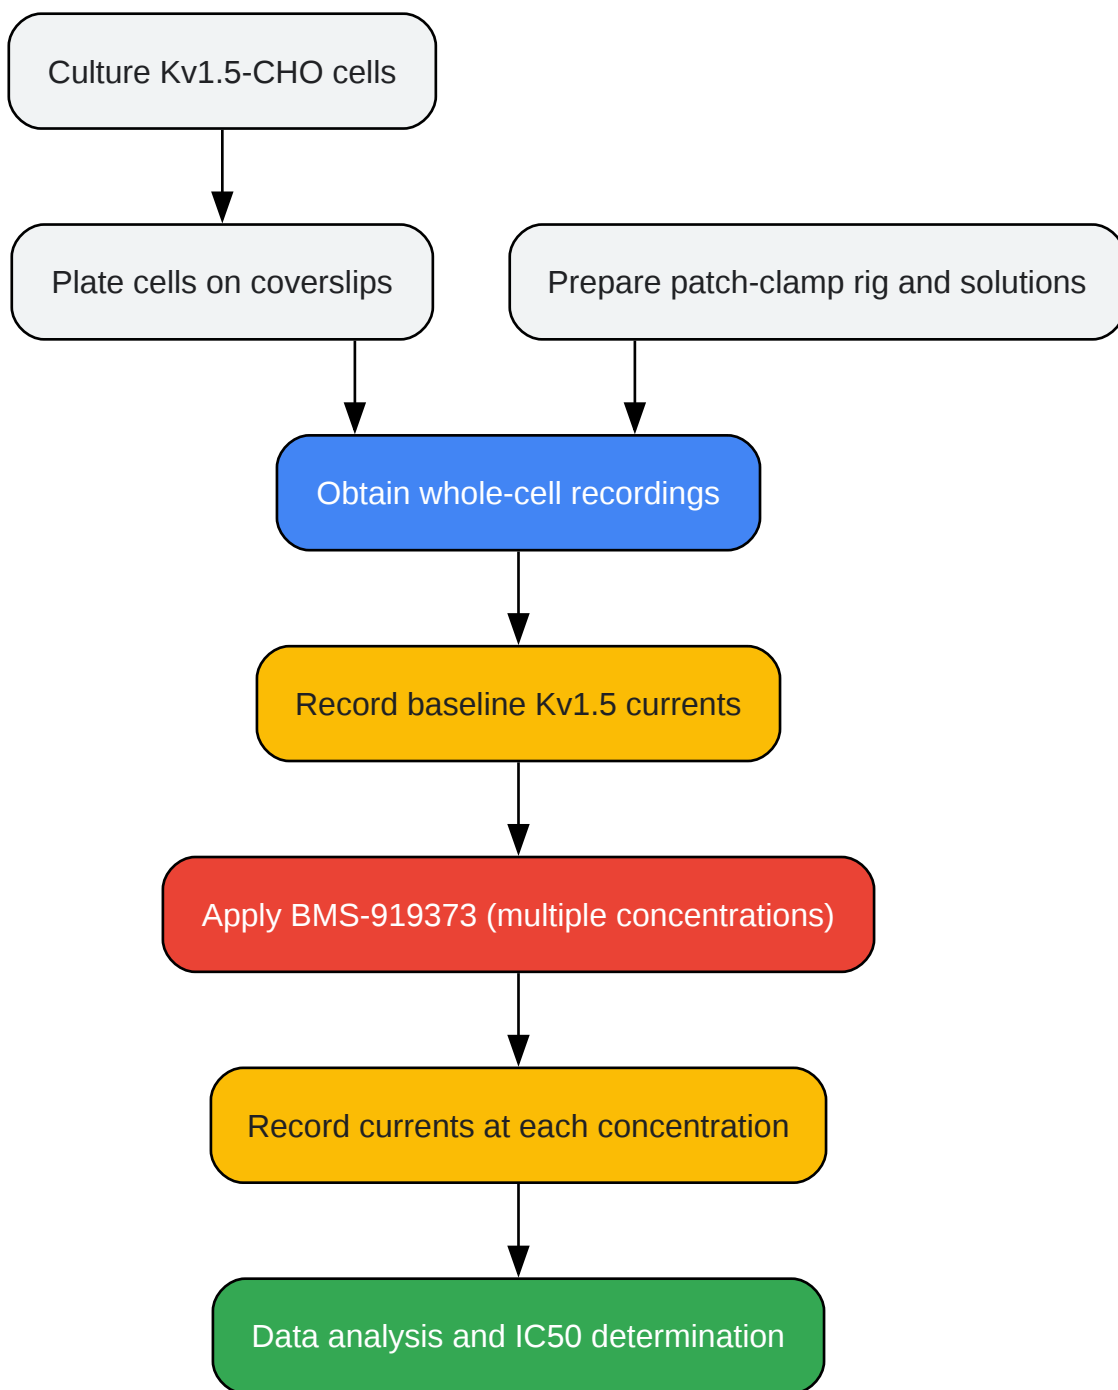 Culture Kv1.5-CHO cells
Plate cells on coverslips
Prepare patch-clamp rig and solutions
Obtain whole-cell recordings
Record baseline Kv1.5 currents
Apply BMS-919373 (multiple concentrations)
Record currents at each concentration
Data analysis and IC50 determination